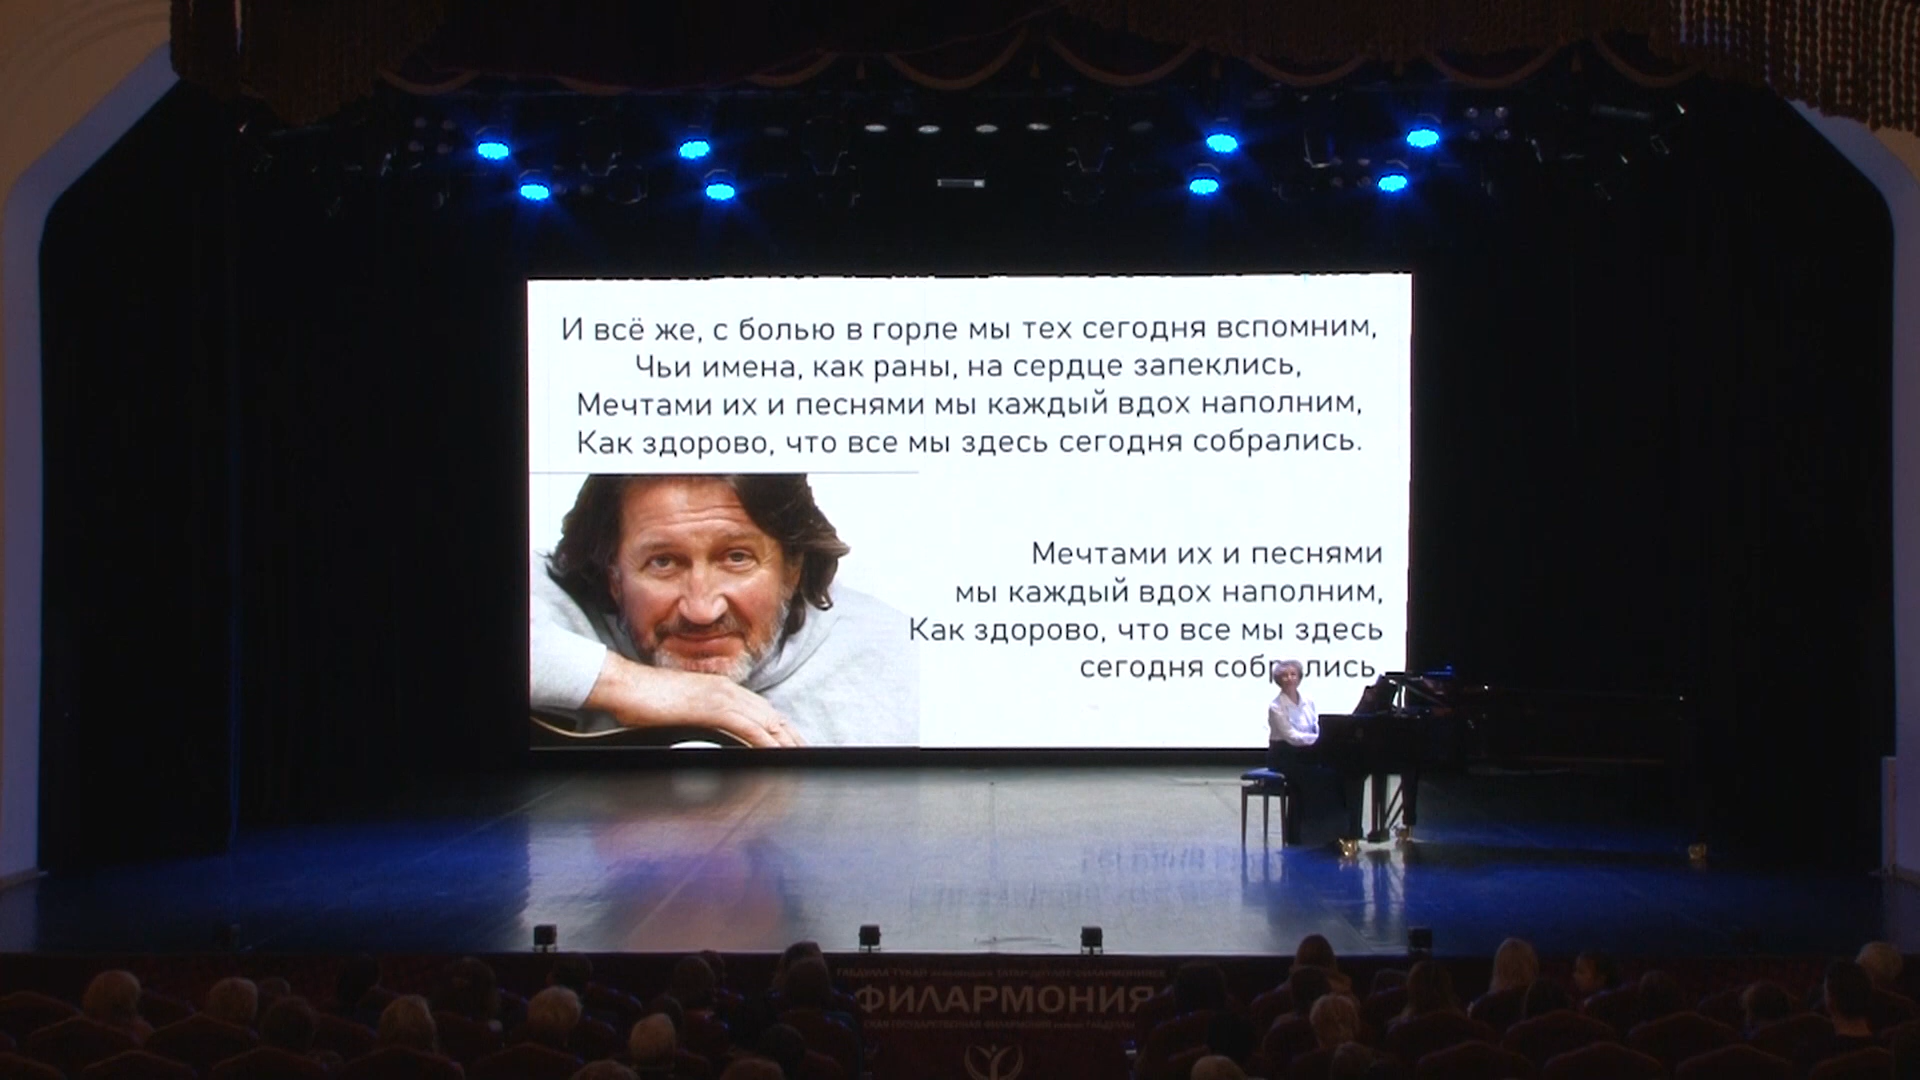 И всё же, с болью в горле мы тех сегодня вспомним,
Чьи имена, как раны, на сердце запеклись,
Мечтами их и песнями мы каждый вдох наполним,
Как здорово, что все мы здесь сегодня собрались.
Мечтами их и песнями
мы каждый вдох наполним,
Как здорово, что все мы здесь
сегодня собрались.
ФИЛАРМОНИЯ